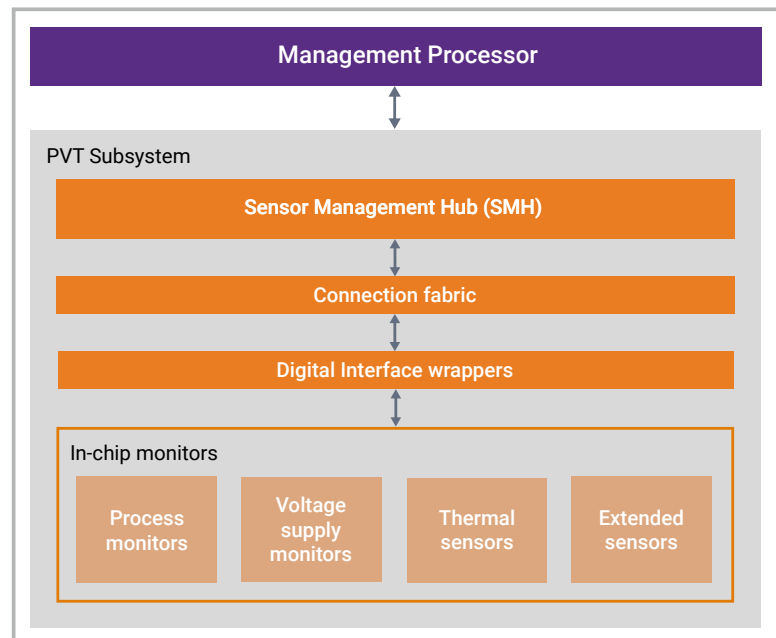 Management Processor
PVT Subsystem
Sensor Management Hub (SMH)
Connection fabric
Digital Interface wrappers
In-chip monitors
Process
monitors
Voltage
supply
monitors
Thermal
sensors
Extended
sensors